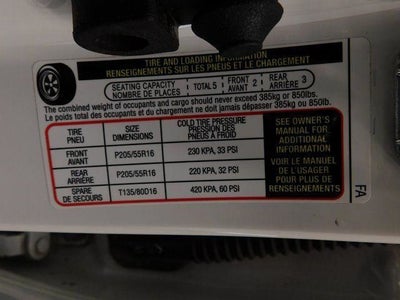 TIRE AND LOADING INFORMATION
RENSEIGNEMENTS SUR LES PNEUS ET LE CHARGEMENT
SEATING CAPACITY
NOMBRE DE PLACES
TOTAL 5
FRONT
AVANT 2
REAR
ARRIÈRE 3
The combined weight of occupants and cargo should never exceed 385kg or 850lbs.
Le poids total des occupants et du chargement ne doit jamais dépasser 385kg or 850lb.
TIRE
PNEU
SIZE
DIMENSIONS
COLD TIRE PRESSURE
PRESSION DES
PNEUS A FROID
FRONT
AVANT
P205/55R16
230 KPA, 33 PSI
REAR
ARRIERE
P205/55R16
220 KPA, 32 PSI
SPARE
DE SECOURS
T135/80D16
420 KPA, 60 PSI
SEE OWNER'S
MANUAL FOR
ADDITIONAL
INFORMATION
VOIR LE MANUEL
DE L'USAGER
POUR PLUS DE
RENSEIGNEMENTS
FA